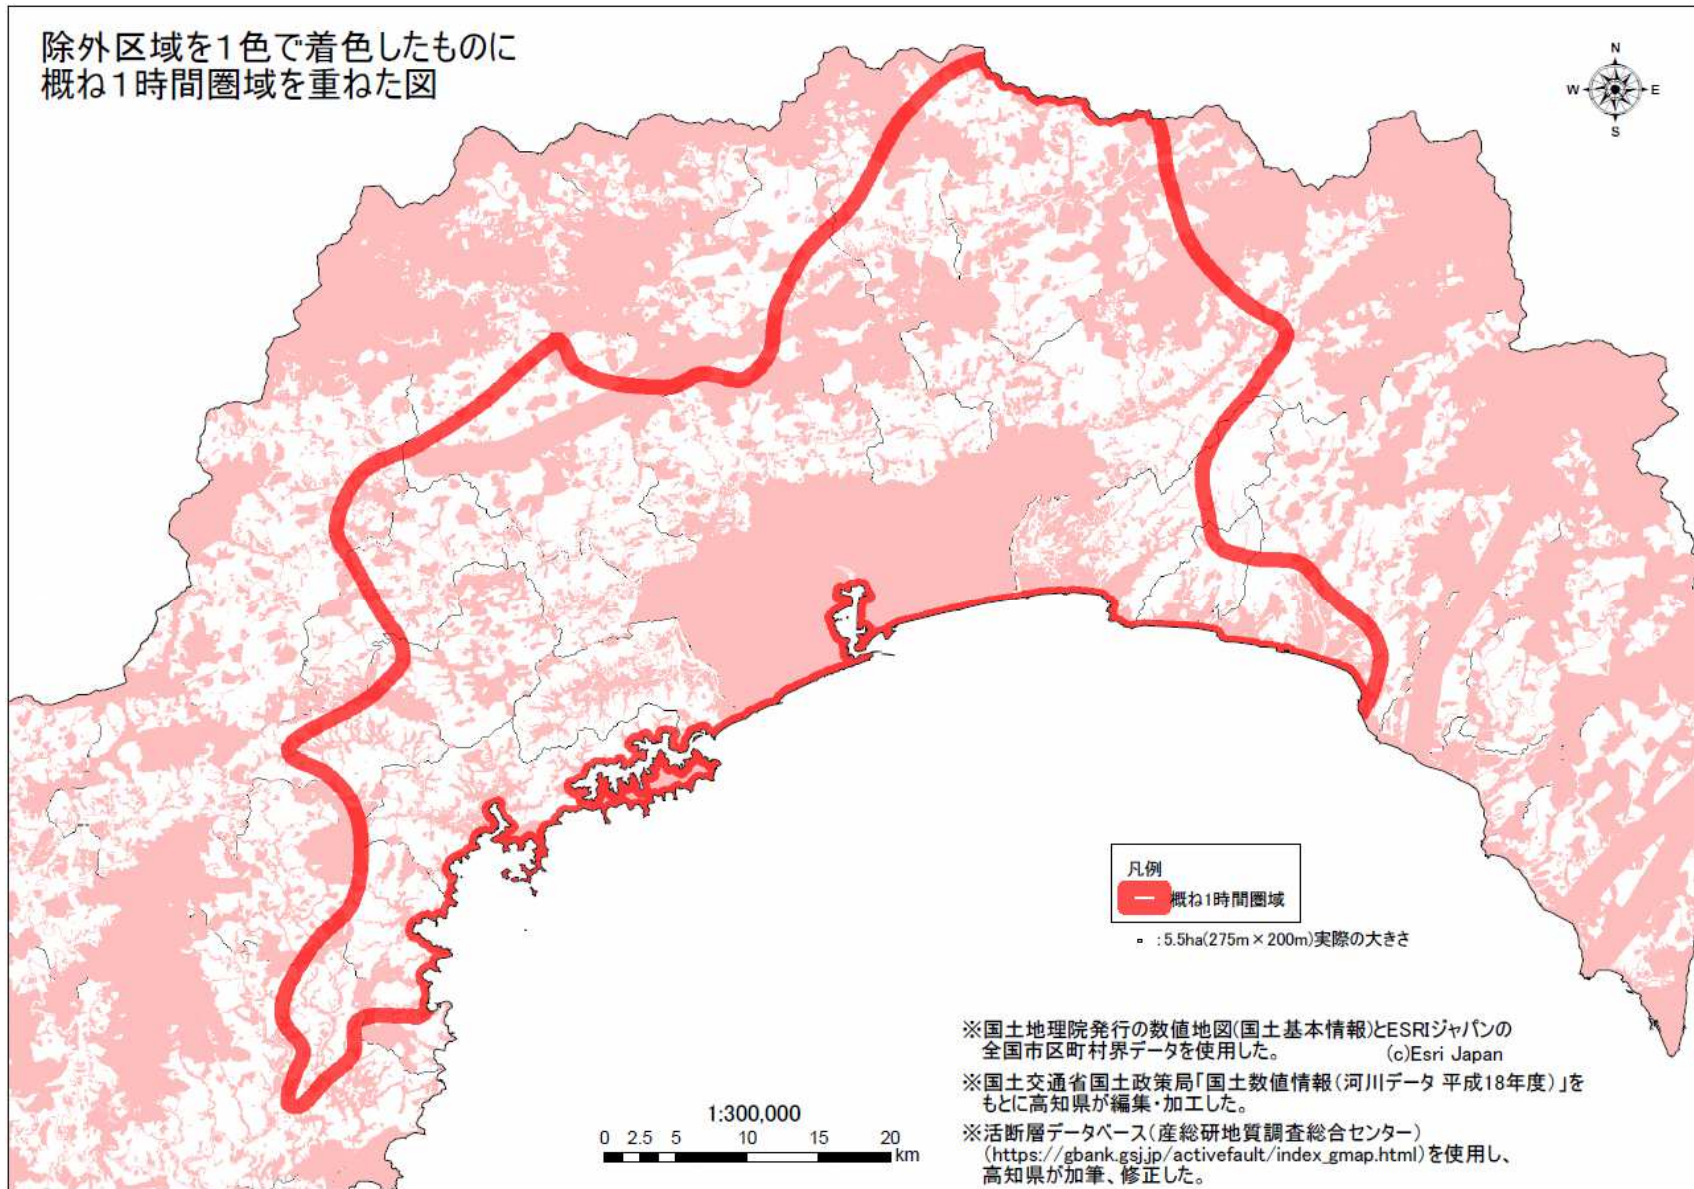 除外区域を1色で着色したものに
概ね1時間圏域を重ねた図
N
W E
S
凡例
概ね1時間圏域
:5.5ha(275m×200m)実際の大きさ
※国土地理院発行の数値地図(国土基本情報)とESRIジャパンの
全国市区町村界データを使用した。 (c)Esri Japan
※国土交通省国土政策局「国土数値情報(河川データ 平成18年度)」を
もとに高知県が編集・加工した。
※活断層データベース(産総研地質調査総合センター)
(https://gbank.gsj.jp/activefault/index_gmap.html)を使用し、
高知県が加筆、修正した。
1:300,000
0 2.5 5 10 15 20
km